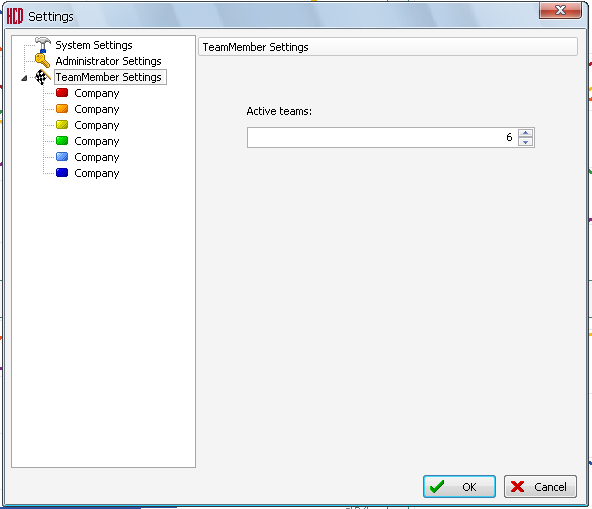 HCD Settings
System Settings
Administrator Settings
TeamMember Settings
Company
Company
Company
Company
Company
Company
TeamMember Settings
Active teams:
6
OK
Cancel